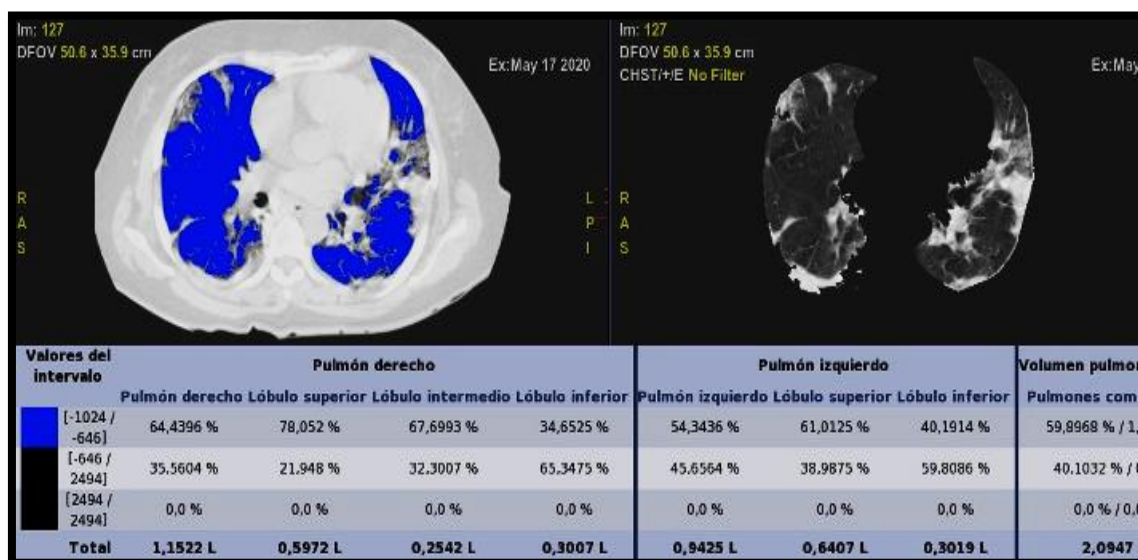 Im: 127
DFOV 50.6 x 35.9 cm
Ex:May 17 2020
R
A
S
L
P
I
Im: 127
DFOV 50.6 x 35.9 cm
CHST/+/E No Filter
Ex:May
R
A
S
Valores del intervalo Pulmón derecho Pulmón izquierdo Volumen pulmo
Pulmón derecho Lóbulo superior Lóbulo intermedio Lóbulo inferior Pulmón izquierdo Lóbulo superior Lóbulo inferior Pulmones com
[-1024 / -646] 64,4396 % 78,052 % 67,6993 % 34,6525 % 54,3436 % 61,0125 % 40,1914 % 59,8968 % / 1,
[-646 / 2494] 35,5604 % 21,948 % 32,3007 % 65,3475 % 45,6564 % 38,9875 % 59,8086 % 40,1032 % /
[2494 / 2494] 0,0 % 0,0 % 0,0 % 0,0 % 0,0 % 0,0 % 0,0 % 0,0 % / 0,
Total 1,1522 L 0,5972 L 0,2542 L 0,3007 L 0,9425 L 0,6407 L 0,3019 L 2,0947